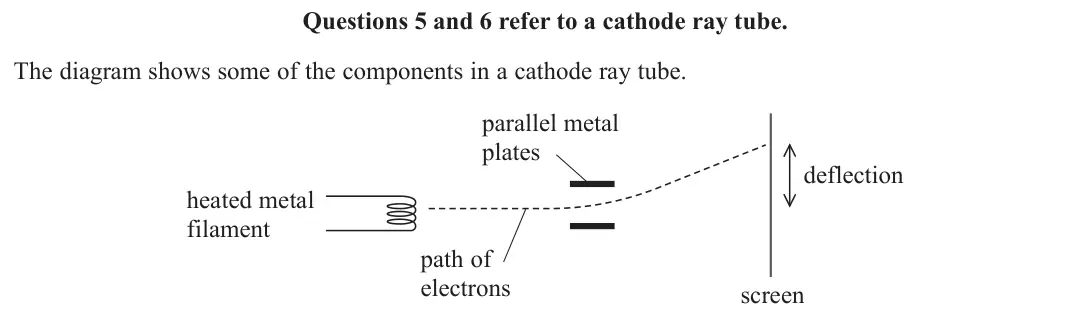 Questions 5 and 6 refer to a cathode ray tube.
The diagram shows some of the components in a cathode ray tube.
parallel metal
plates
deflection
heated metal
filament
path of
electrons
screen